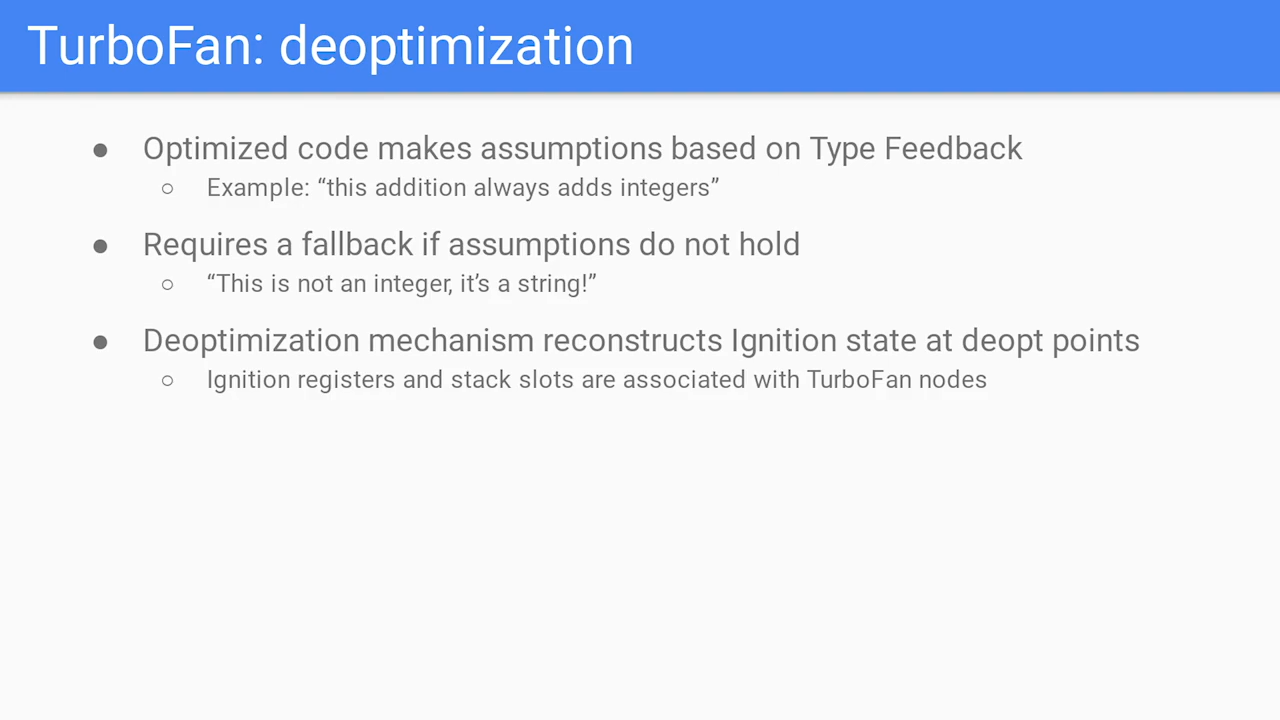 TurboFan: deoptimization
● Optimized code makes assumptions based on Type Feedback
○ Example: “this addition always adds integers”
● Requires a fallback if assumptions do not hold
○ “This is not an integer, it’s a string!”
● Deoptimization mechanism reconstructs Ignition state at deopt points
○ Ignition registers and stack slots are associated with TurboFan nodes